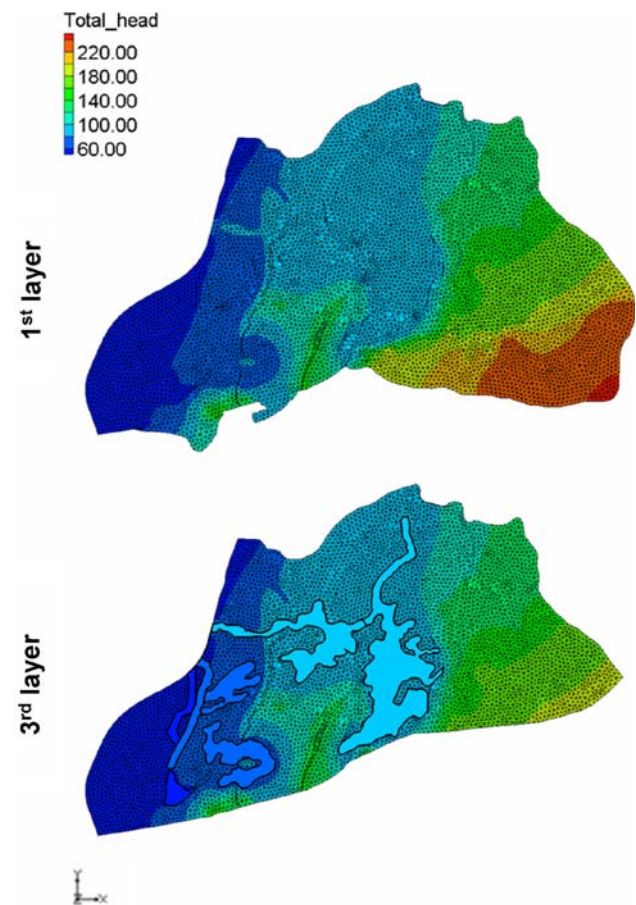 Total_head
220.00
180.00
140.00
100.00
60.00
1st layer
3rd layer
Y
Z X